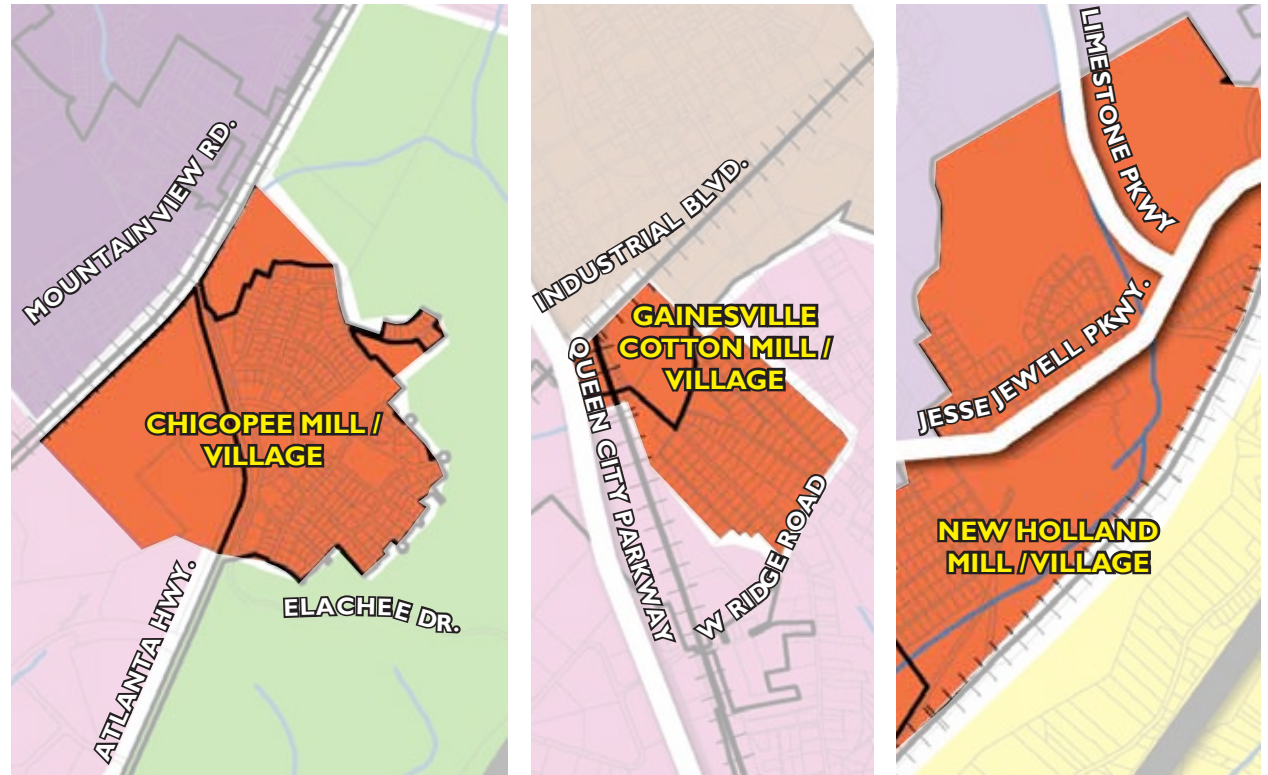 MOUNTAIN VIEW RD.
CHICOPEE MILL /
VILLAGE
ATLANTA HWY.
ELACHEE DR.
INDUSTRIAL BLVD.
GAINESVILLE
COTTON MILL /
VILLAGE
QUEEN CITY PARKWAY
W RIDGE ROAD
LIMESTONE PKWY
JESSE JEWELL PKWY.
NEW HOLLAND
MILL / VILLAGE